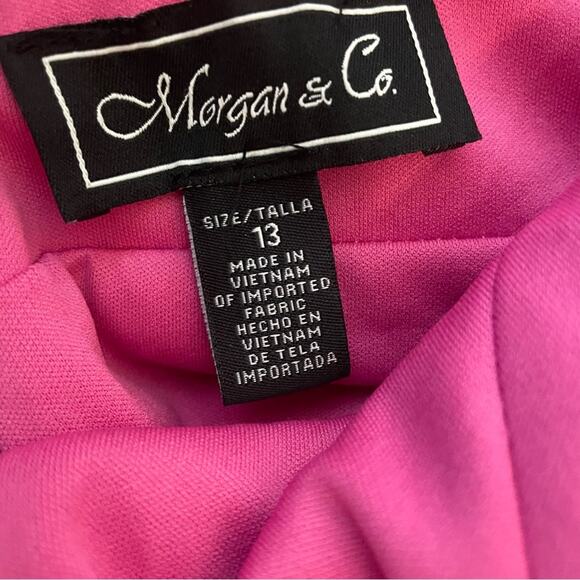 Morgan & Co.
SIZE/TALLA
13
MADE IN
VIETNAM
OF IMPORTED
FABRIC
HECHO EN
VIETNAM
DE TELA
IMPORTADA